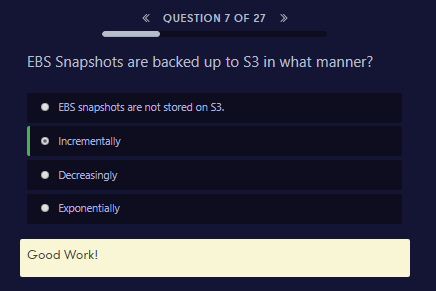 « QUESTION 7 OF 27 »
EBS Snapshots are backed up to S3 in what manner?
EBS snapshots are not stored on S3.
Incrementally
Decreasingly
Exponentially
Good Work!